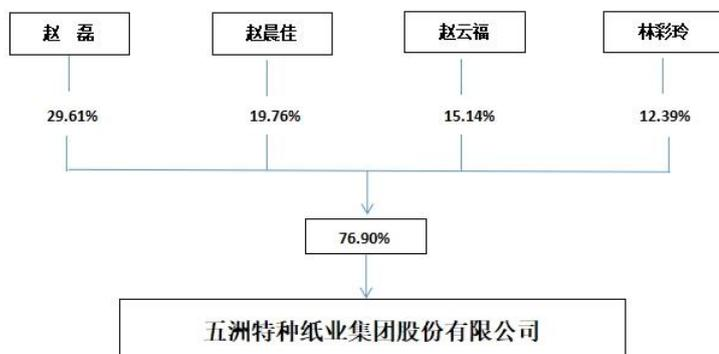 赵 磊 赵晨佳 赵云福 林彩玲
29.61% 19.76% 15.14% 12.39%
76.90%
五洲特种纸业集团股份有限公司